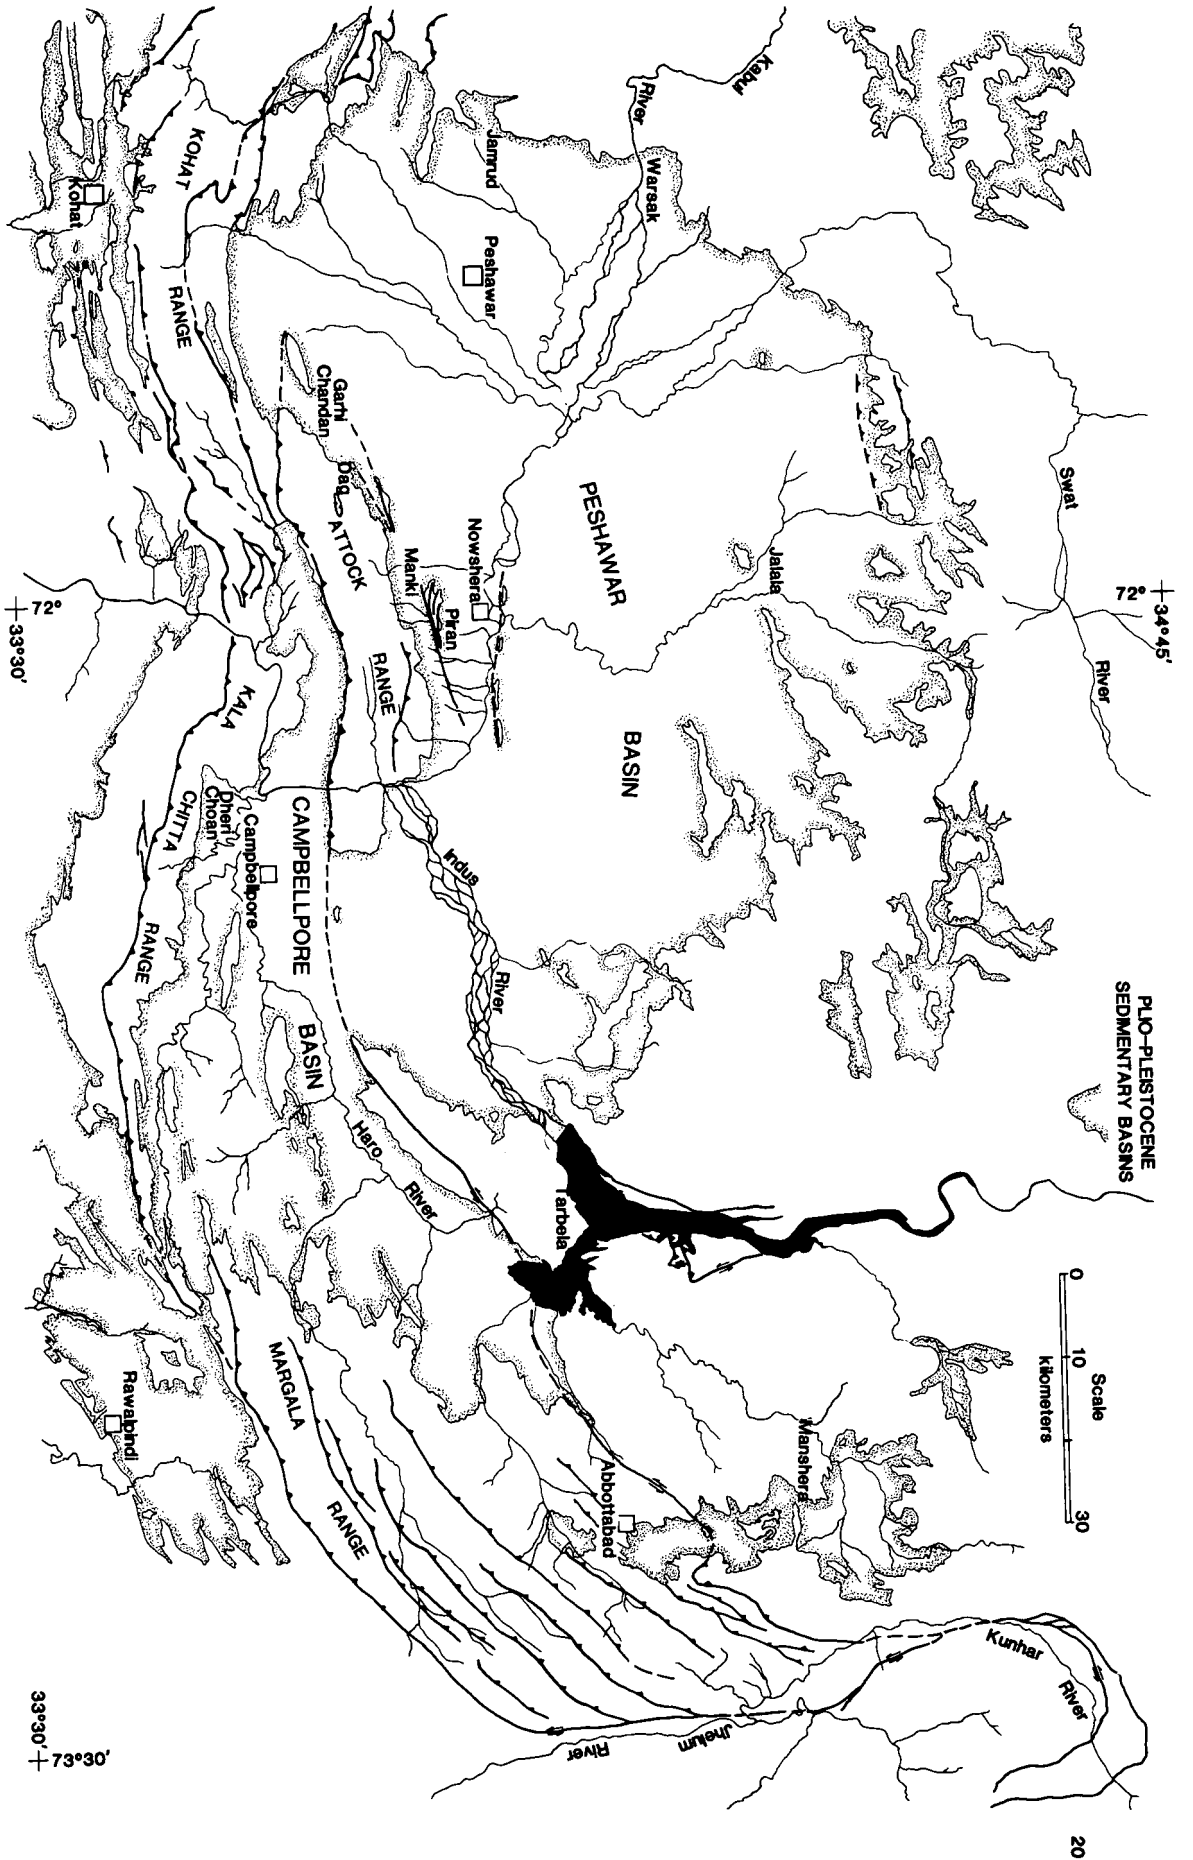 PLIO-PLEISTOCENE
SEDIMENTARY BASINS
Scale
0 10 30
kilometers
20
72°
34°45'
Kabul
River
Warsak
Jamrud
Peshawar
Swat
River
Jalala
PESHAWAR
BASIN
Nowshera
Piran
Manki
Garhi
Chandan
Dag
ATTOCK
RANGE
KOHAT
RANGE
Kohat
KALA
CHITTA
RANGE
Dheri
Choan
Campbellpore
CAMPBELLPORE
BASIN
Indus
River
Haro
River
Tarbela
Manshera
Abbottabad
Kunhar
River
Jhelum
River
MARGALA
RANGE
Rawalpindi
72°
33°30'
33°30'
73°30'